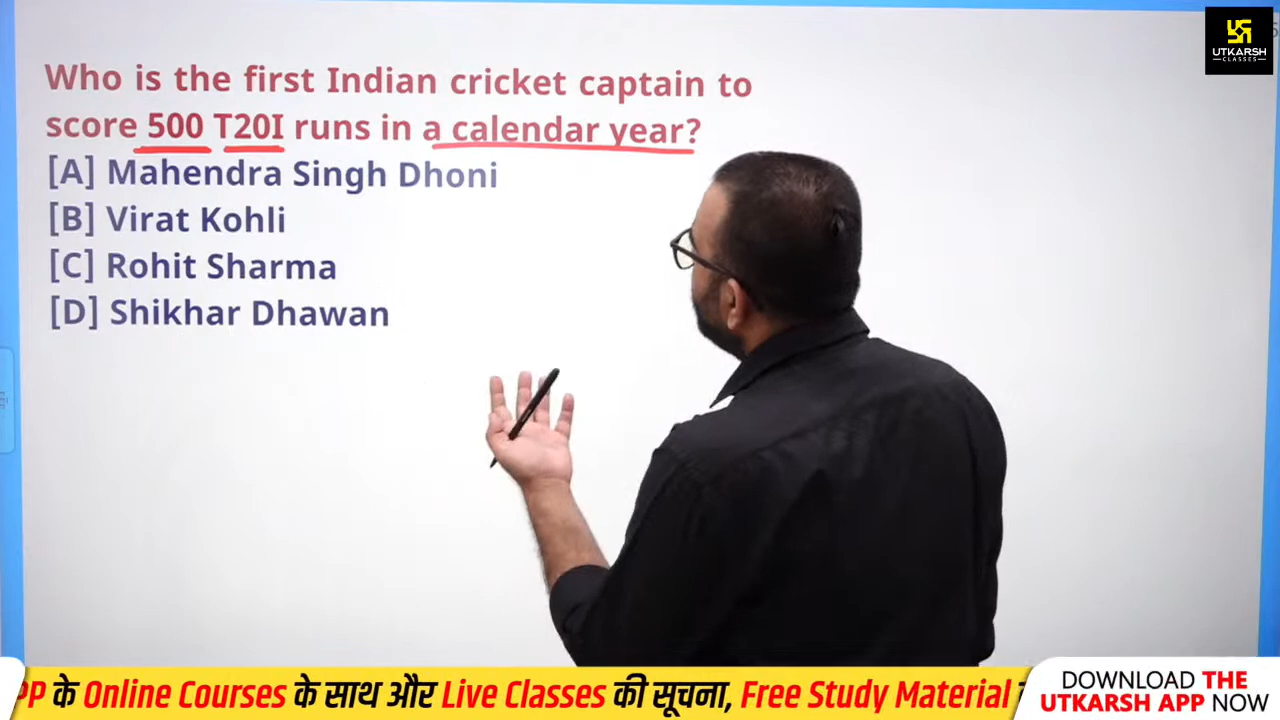 Who is the first Indian cricket captain to
score 500 T20I runs in a calendar year?
[A] Mahendra Singh Dhoni
[B] Virat Kohli
[C] Rohit Sharma
[D] Shikhar Dhawan
UTKARSH
CLASSES
PP के Online Courses के साथ और Live Classes की सूचना, Free Study Material
DOWNLOAD THE
UTKARSH APP NOW